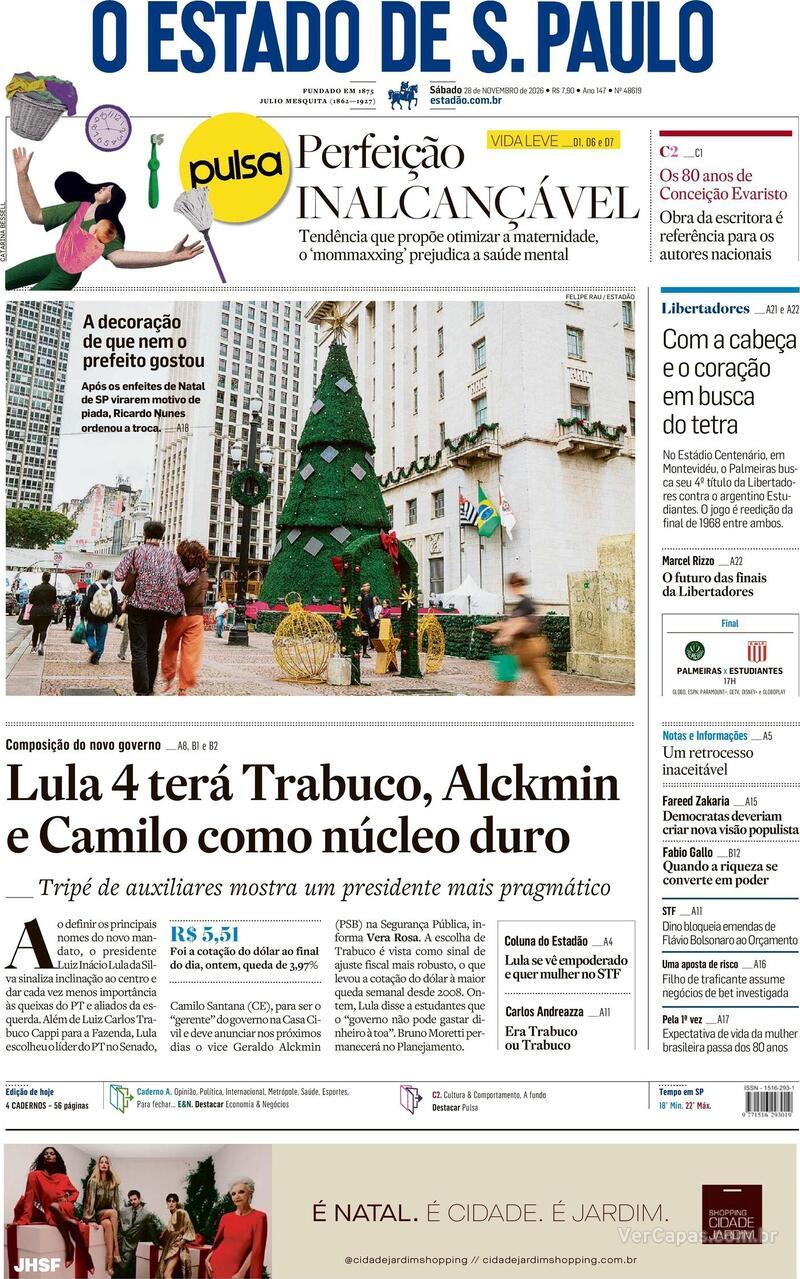 O ESTADO DE S. PAULO
FUNDADO EM 1875
JULIO MESQUITA (1862—1927)
Sábado 28 de NOVEMBRO de 2026 • R$ 7,90 • Ano 147 • Nº 48619
estadão.com.br
CATARINA BESSELL
pulsa
Perfeição
INALCANÇÁVEL
VIDA LEVE __D1, D6 e D7
Tendência que propõe otimizar a maternidade,
o ‘mommaxxing’ prejudica a saúde mental
C2 __C1
Os 80 anos de
Conceição Evaristo
Obra da escritora é
referência para os
autores nacionais
FELIPE RAU / ESTADÃO
A decoração
de que nem o
prefeito gostou
Após os enfeites de Natal
de SP virarem motivo de
piada, Ricardo Nunes
ordenou a troca. __A18
Libertadores __A21 e A22
Com a cabeça
e o coração
em busca
do tetra
No Estádio Centenário, em
Montevidéu, o Palmeiras bus-
ca seu 4º título da Libertado-
res contra o argentino Estu-
diantes. O jogo é reedição da
final de 1968 entre ambos.
Marcel Rizzo __A22
O futuro das finais
da Libertadores
Final
PALMEIRAS x ESTUDIANTES
17H
GLOBO, ESPN, PARAMOUNT+, GETV, DISNEY+ e GLOBOPLAY
Composição do novo governo __A8, B1 e B2
Lula 4 terá Trabuco, Alckmin
e Camilo como núcleo duro
__ Tripé de auxiliares mostra um presidente mais pragmático
Ao definir os principais
nomes do novo man-
dato, o presidente
Luiz Inácio Lula da Sil-
va sinaliza inclinação ao centro e
dar cada vez menos importância
às queixas do PT e aliados da es-
querda. Além de Luiz Carlos Tra-
buco Cappi para a Fazenda, Lula
escolheu o líder do PT no Senado,
R$ 5,51
Foi a cotação do dólar ao final
do dia, ontem, queda de 3,97%
Camilo Santana (CE), para ser o
“gerente” do governo na Casa Ci-
vil e deve anunciar nos próximos
dias o vice Geraldo Alckmin
(PSB) na Segurança Pública, in-
forma Vera Rosa. A escolha de
Trabuco é vista como sinal de
ajuste fiscal mais robusto, o que
levou a cotação do dólar à maior
queda semanal desde 2008. On-
tem, Lula disse a estudantes que
o “governo não pode gastar di-
nheiro à toa”. Bruno Moretti per-
manecerá no Planejamento.
Coluna do Estadão __A4
Lula se vê empoderado
e quer mulher no STF
Carlos Andreazza __A11
Era Trabuco
ou Trabuco
Notas e Informações __A5
Um retrocesso
inaceitável
Fareed Zakaria __A15
Democratas deveriam
criar nova visão populista
Fabio Gallo __B12
Quando a riqueza se
converte em poder
STF __A11
Dino bloqueia emendas de
Flávio Bolsonaro ao Orçamento
Uma aposta de risco __A16
Filho de traficante assume
negócios de bet investigada
Pela 1ª vez __A17
Expectativa de vida da mulher
brasileira passa dos 80 anos
Edição de hoje
4 CADERNOS – 56 páginas
Caderno A. Opinião, Política, Internacional, Metrópole, Saúde, Esportes,
Para fechar... E&N. Destacar Economia & Negócios
C2. Cultura & Comportamento, A fundo
Destacar Pulsa
Tempo em SP
18° Mín. 22° Máx.
ISSN - 1516-293-1
9 771516 293019
É NATAL. É CIDADE. É JARDIM.
SHOPPING
CIDADE
JARDIM
VerCapas.com.br
@cidadejardimshopping // cidadejardimshopping.com.br
JHSF